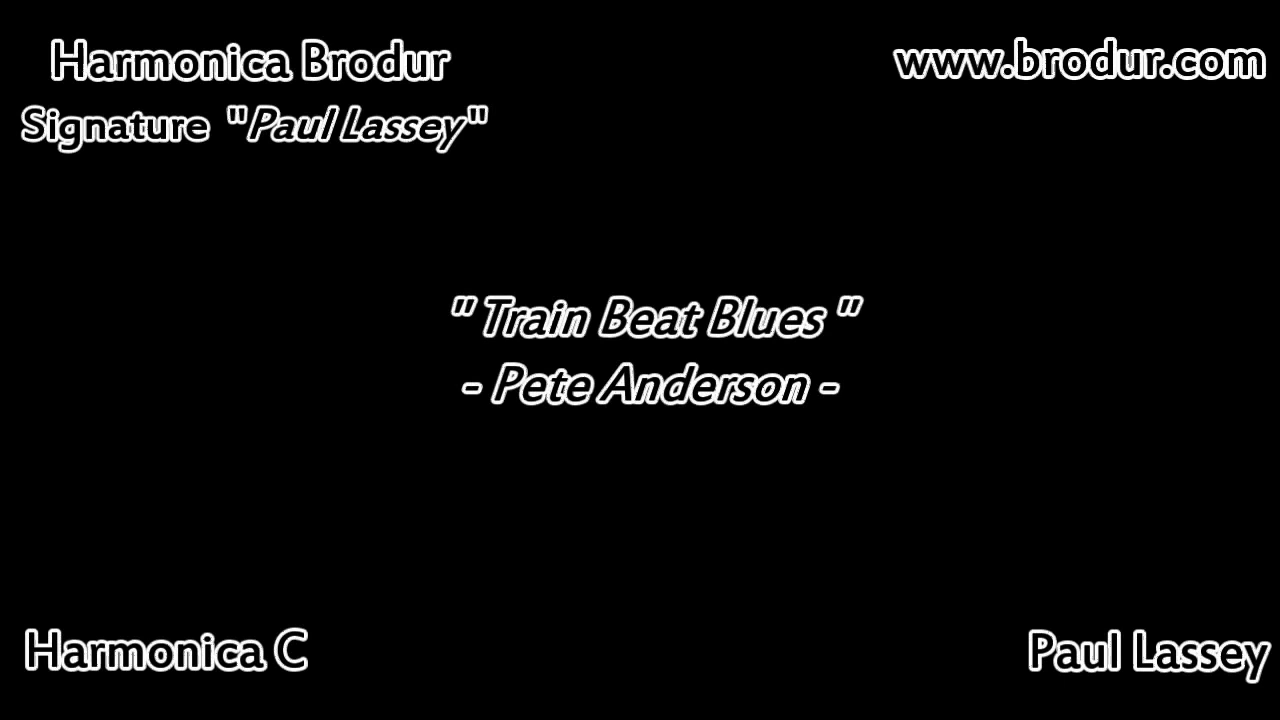 Harmonica Brodur
www.brodur.com
Signature "Paul Lassey"
" Train Beat Blues "
- Pete Anderson -
Harmonica C
Paul Lassey